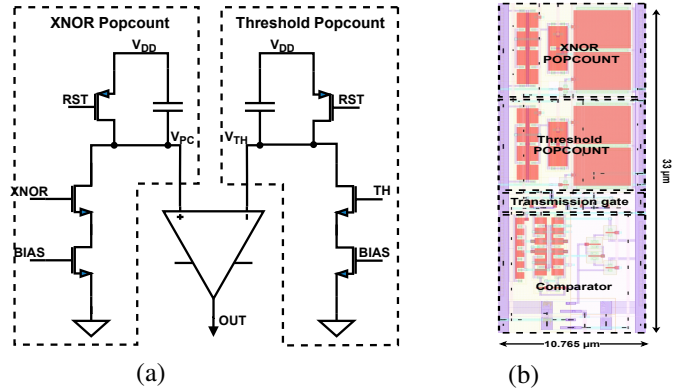 XNOR Popcount
Threshold Popcount
VDD
VDD
RST
RST
VPC
VTH
XNOR
TH
+
-
BIAS
BIAS
OUT
(a)
XNOR
POPCOUNT
Threshold
POPCOUNT
Transmission gate
Comparator
33 µm
10.765 µm
(b)